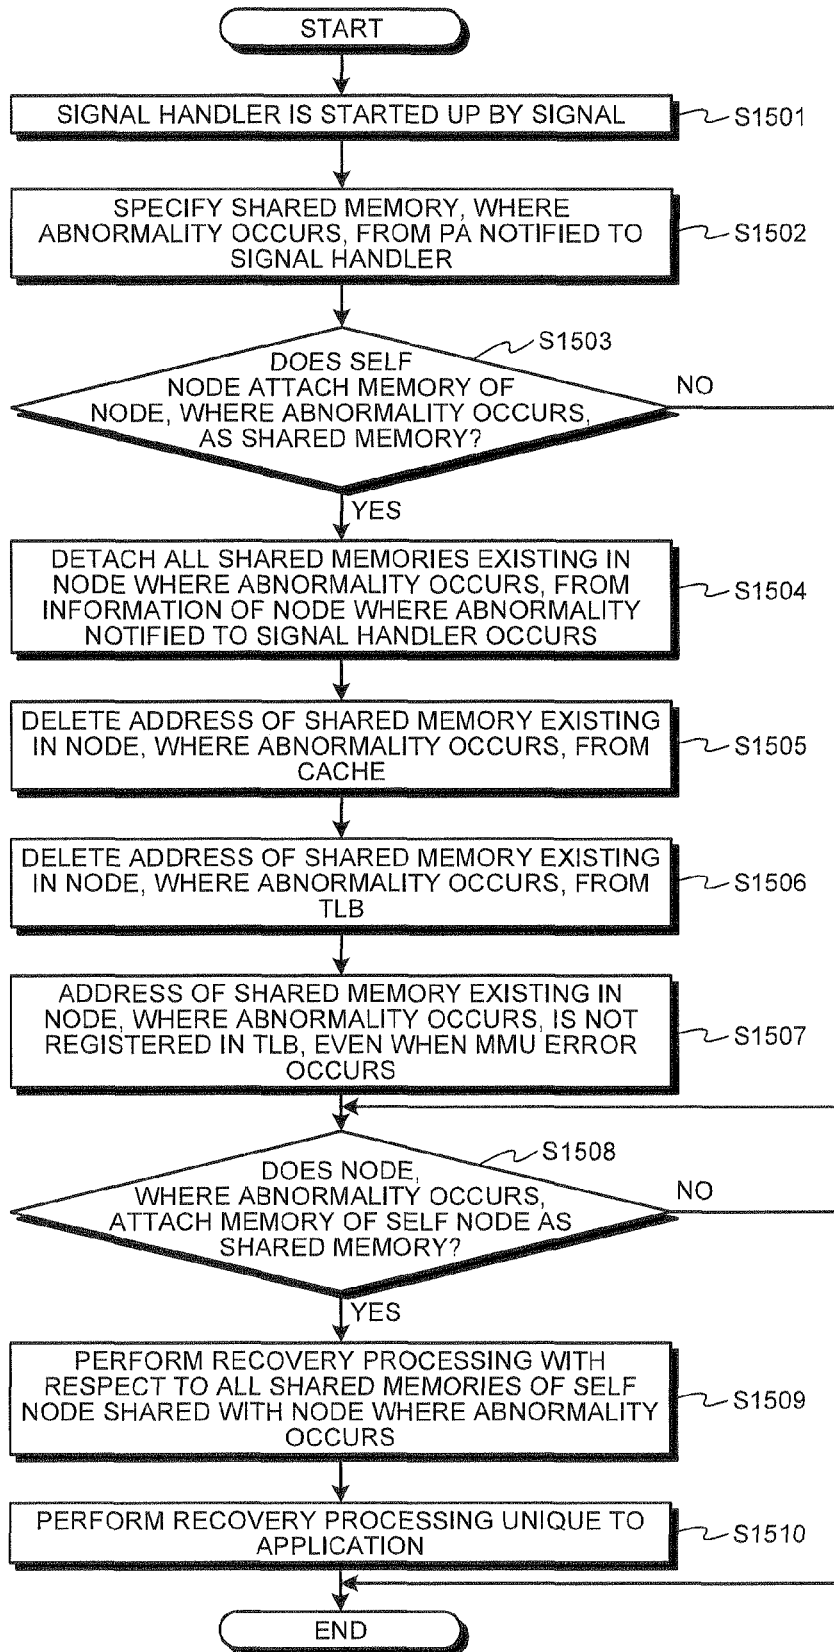 START
SIGNAL HANDLER IS STARTED UP BY SIGNAL
S1501
SPECIFY SHARED MEMORY, WHERE
ABNORMALITY OCCURS, FROM PA NOTIFIED TO
SIGNAL HANDLER
S1502
S1503
DOES SELF
NODE ATTACH MEMORY OF
NODE, WHERE ABNORMALITY OCCURS,
AS SHARED MEMORY?
NO
YES
DETACH ALL SHARED MEMORIES EXISTING IN
NODE WHERE ABNORMALITY OCCURS, FROM
INFORMATION OF NODE WHERE ABNORMALITY
NOTIFIED TO SIGNAL HANDLER OCCURS
S1504
DELETE ADDRESS OF SHARED MEMORY EXISTING
IN NODE, WHERE ABNORMALITY OCCURS, FROM
CACHE
S1505
DELETE ADDRESS OF SHARED MEMORY EXISTING
IN NODE, WHERE ABNORMALITY OCCURS, FROM
TLB
S1506
ADDRESS OF SHARED MEMORY EXISTING IN
NODE, WHERE ABNORMALITY OCCURS, IS NOT
REGISTERED IN TLB, EVEN WHEN MMU ERROR
OCCURS
S1507
S1508
DOES NODE,
WHERE ABNORMALITY OCCURS,
ATTACH MEMORY OF SELF NODE AS
SHARED MEMORY?
NO
YES
PERFORM RECOVERY PROCESSING WITH
RESPECT TO ALL SHARED MEMORIES OF SELF
NODE SHARED WITH NODE WHERE ABNORMALITY
OCCURS
S1509
PERFORM RECOVERY PROCESSING UNIQUE TO
APPLICATION
S1510
END